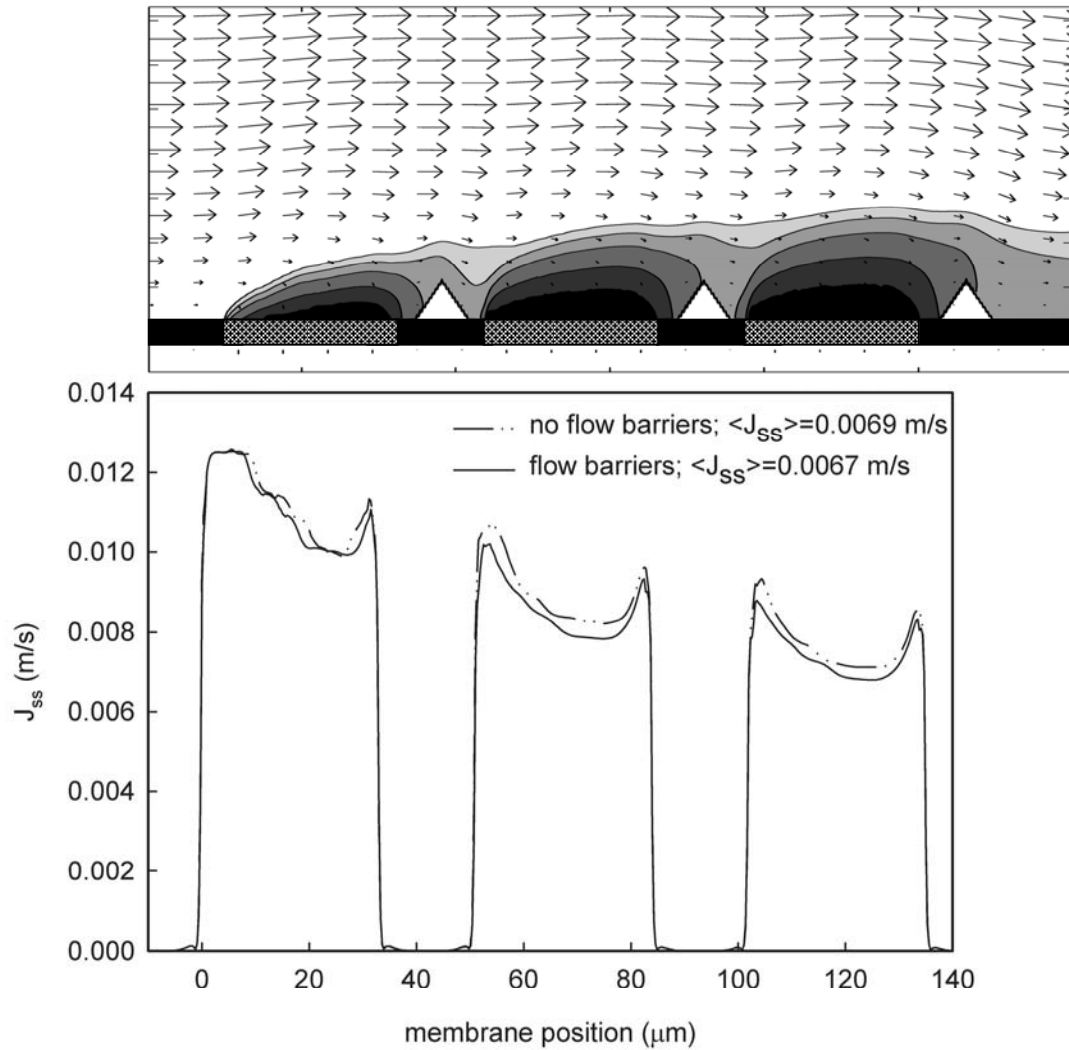 0.014
0.012
0.010
0.008
0.006
0.004
0.002
0.000
J_ss (m/s)
no flow barriers; <J_ss>=0.0069 m/s
flow barriers; <J_ss>=0.0067 m/s
0 20 40 60 80 100 120 140
membrane position (μm)